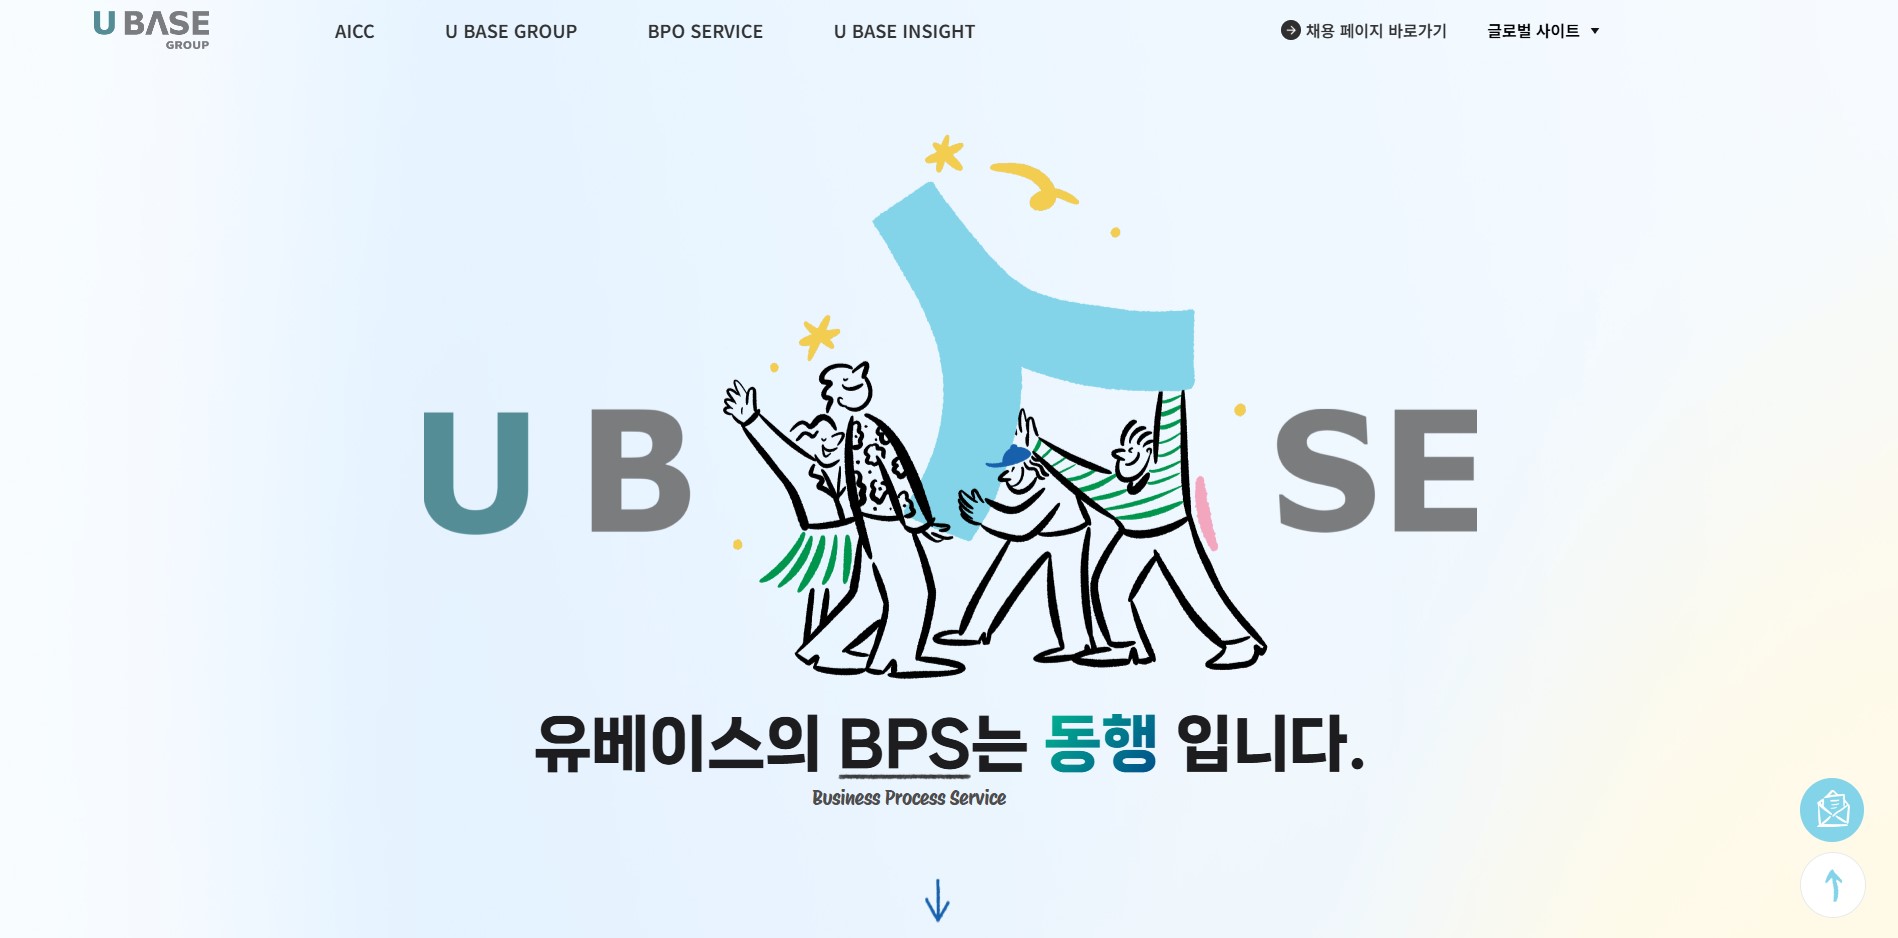 U BASE
GROUP
AICC
U BASE GROUP
BPO SERVICE
U BASE INSIGHT
채용 페이지 바로가기
글로벌 사이트
U B SE
유베이스의 BPS는 동행 입니다.
Business Process Service